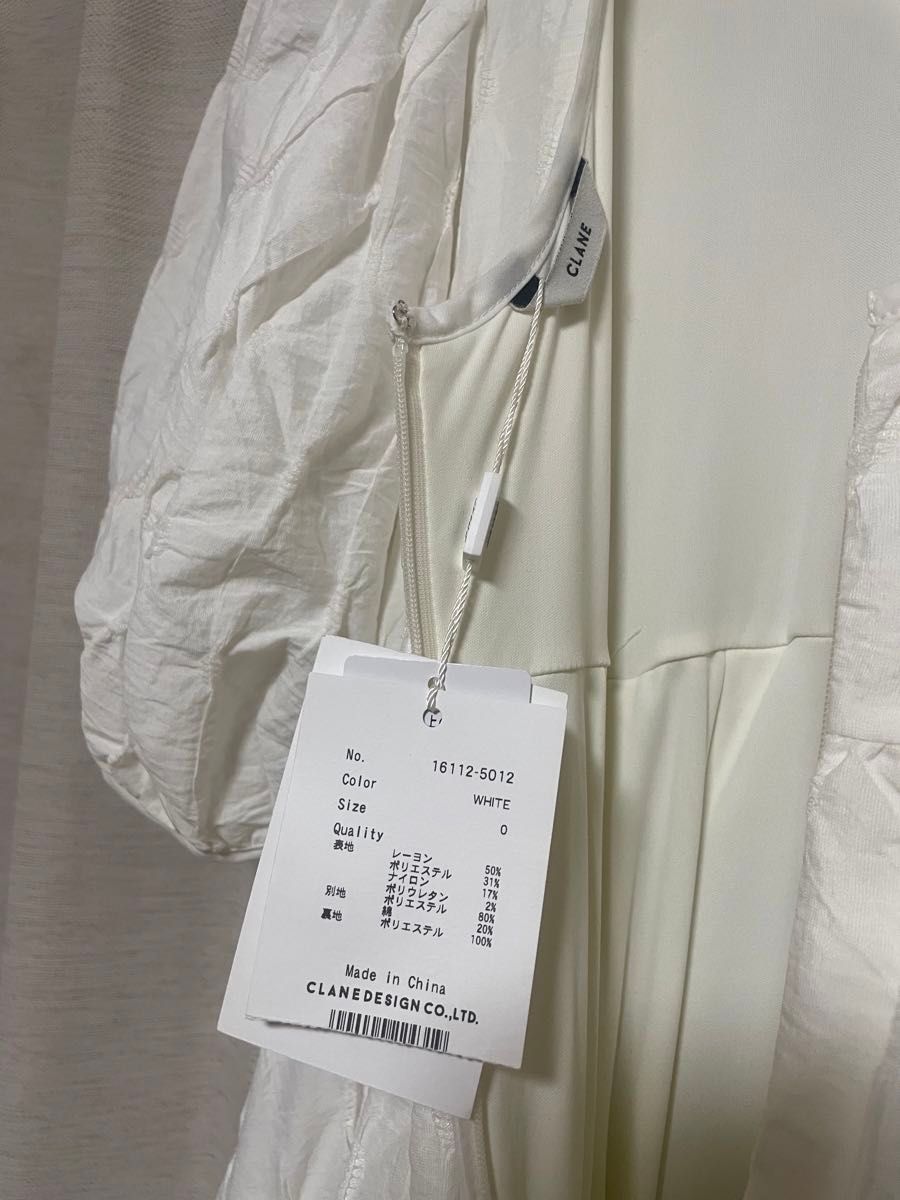 CLANE
No. 16112-5012
Color WHITE
Size 0
Quality
表地 レーヨン 50%
ポリエステル 31%
ナイロン 17%
ポリウレタン 2%
別地 ポリエステル 80%
綿 20%
裏地 ポリエステル 100%
Made in China
CLANEDESIGN CO.,LTD.